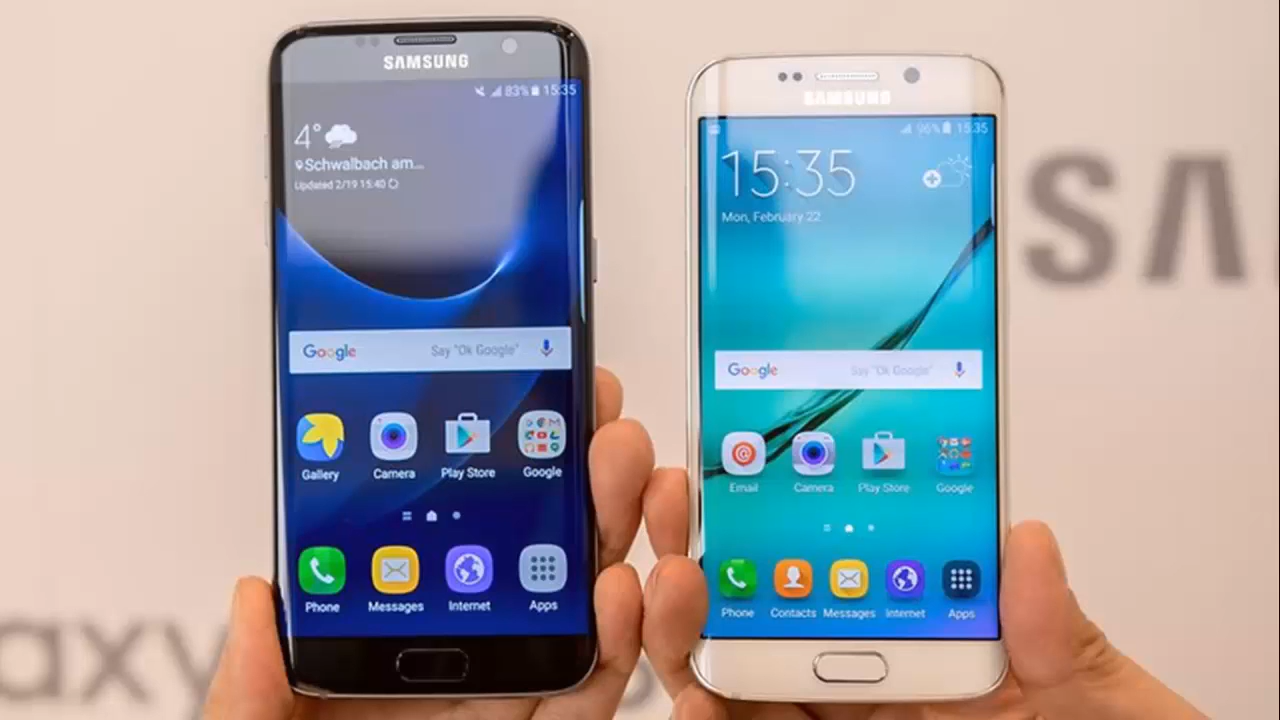 SAMSUNG
83% 15:35
4°
Schwalbach am...
Updated 2/19 15:40
Google Say "Ok Google"
Gallery Camera Play Store Google
Phone Messages Internet Apps
SAMSUNG
96% 15:35
15:35
Mon, February 22
Google Say "Ok Google"
Email Camera Play Store Google
Phone Contacts Messages Internet Apps
SA
axy